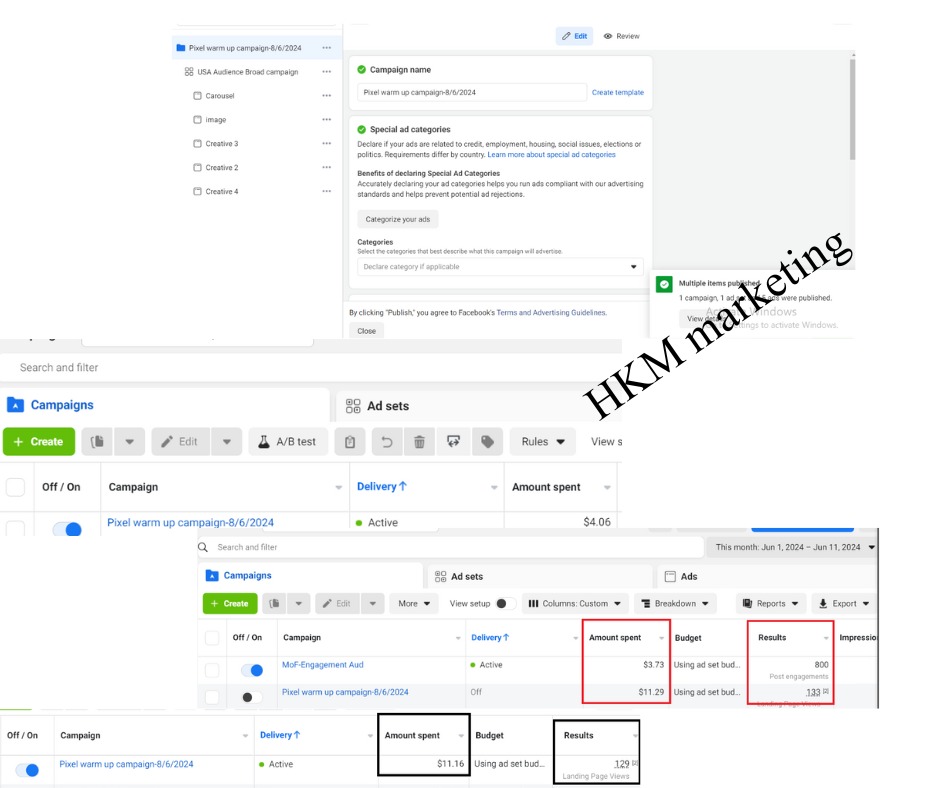 Edit
Review
Pixel warm up campaign-8/6/2024
USA Audience Broad campaign
Carousel
image
Creative 3
Creative 2
Creative 4
Campaign name
Pixel warm up campaign-8/6/2024
Create template
Special ad categories
Declare if your ads are related to credit, employment, housing, social issues, elections or
politics. Requirements differ by country. Learn more about special ad categories
Benefits of declaring Special Ad Categories
Accurately declaring your ad categories helps you run ads compliant with our advertising
standards and helps prevent potential ad rejections.
Categorize your ads
Categories
Select the categories that best describe what this campaign will advertise.
Declare category if applicable
By clicking "Publish," you agree to Facebook's Terms and Advertising Guidelines.
Close
Multiple items published
1 campaign, 1 ad ads were published.
View
Windows
to activate Windows.
HKM marketing
Search and filter
Campaigns
Ad sets
+ Create
Edit
A/B test
Rules
View s
Off / On
Campaign
Delivery ↑
Amount spent
Pixel warm up campaign-8/6/2024
Active
$4.06
Search and filter
This month: Jun 1, 2024 – Jun 11, 2024
Campaigns
Ad sets
Ads
+ Create
Edit
More
View setup
Columns: Custom
Breakdown
Reports
Export
Off / On
Campaign
Delivery ↑
Amount spent
Budget
Results
Impressio
MoF-Engagement Aud
Active
$3.73
Using ad set bud...
800
Post engagements
Pixel warm up campaign-8/6/2024
Off
$11.29
Using ad set bud...
133
Landing Page Views
Off / On
Campaign
Delivery ↑
Amount spent
Budget
Results
Pixel warm up campaign-8/6/2024
Active
$11.16
Using ad set bud...
129
Landing Page Views